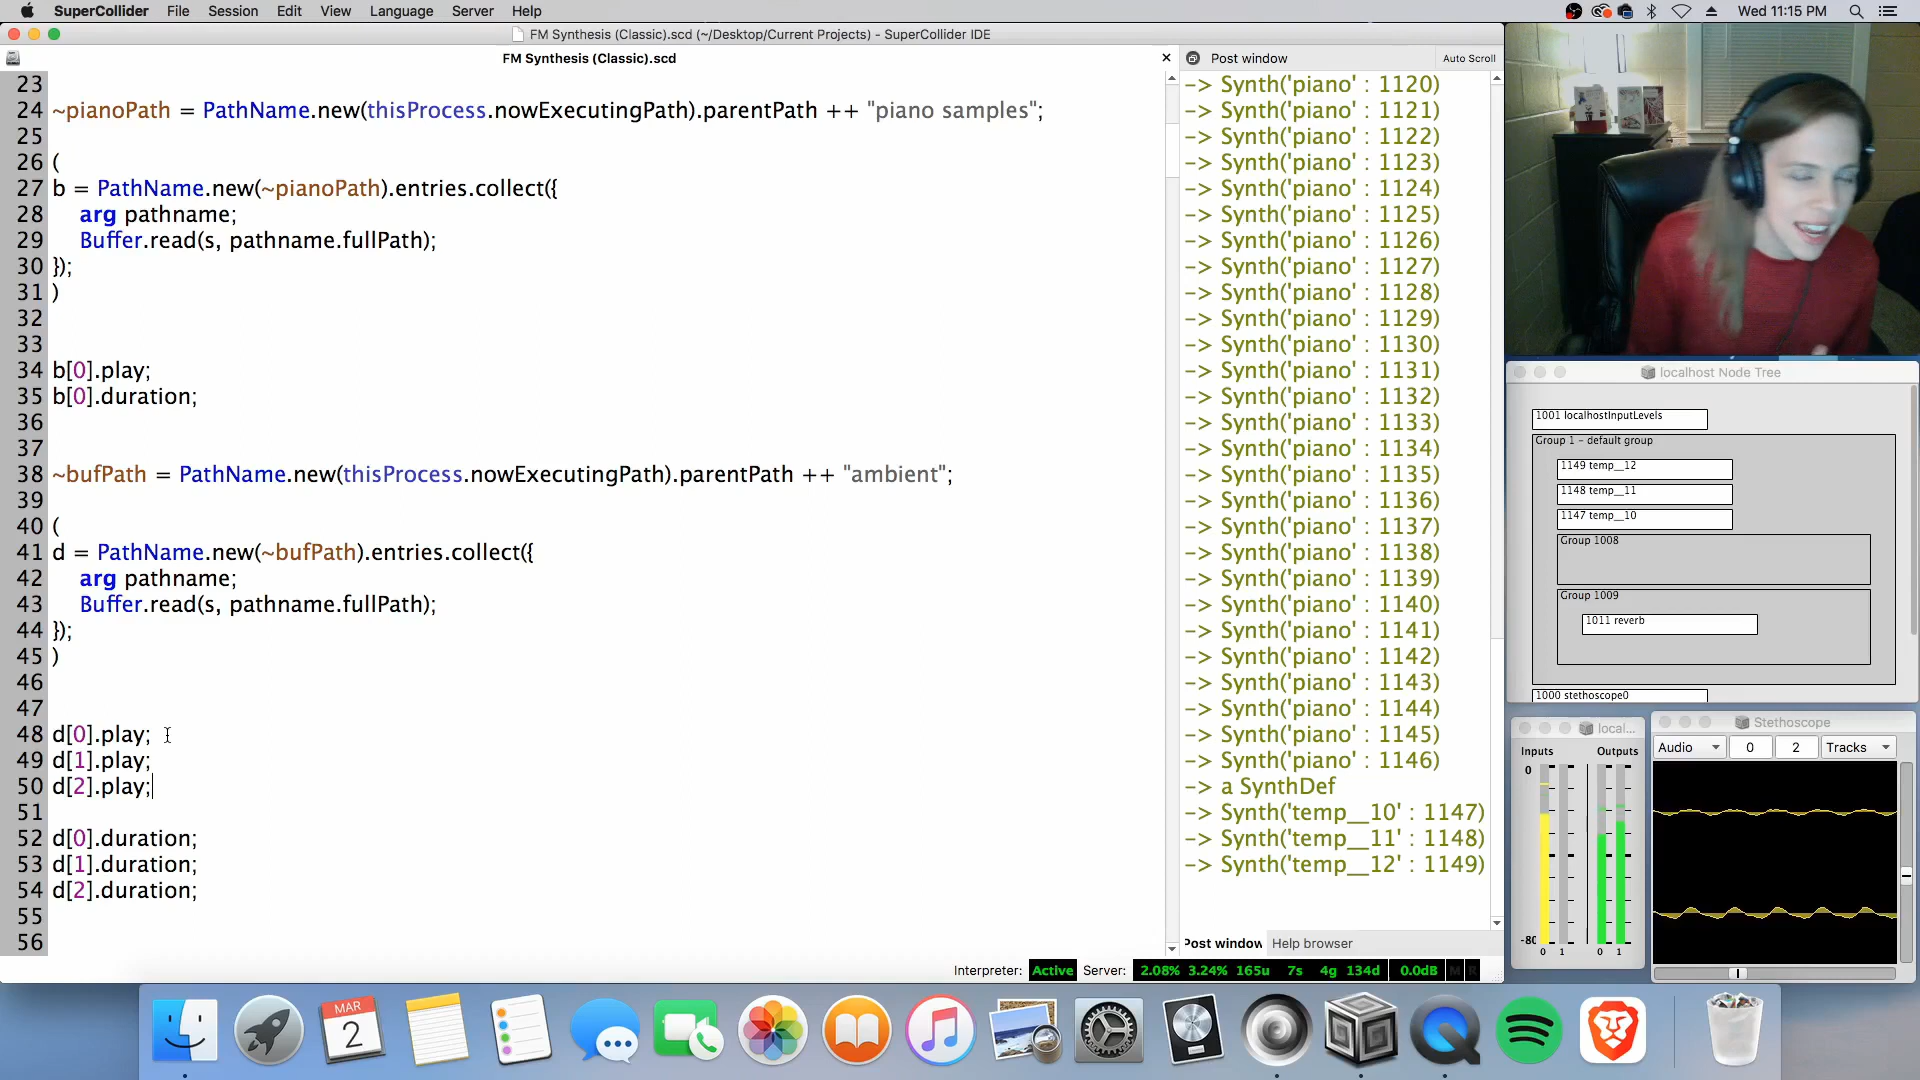 SuperCollider File Session Edit View Language Server Help
Wed 11:15 PM
FM Synthesis (Classic).scd (~/Desktop/Current Projects) - SuperCollider IDE
FM Synthesis (Classic).scd
23
24 ~pianoPath = PathName.new(thisProcess.nowExecutingPath).parentPath ++ "piano samples";
25
26 (
27 b = PathName.new(~pianoPath).entries.collect({
28 arg pathname;
29 Buffer.read(s, pathname.fullPath);
30 });
31 )
32
33
34 b[0].play;
35 b[0].duration;
36
37
38 ~bufPath = PathName.new(thisProcess.nowExecutingPath).parentPath ++ "ambient";
39
40 (
41 d = PathName.new(~bufPath).entries.collect({
42 arg pathname;
43 Buffer.read(s, pathname.fullPath);
44 });
45 )
46
47
48 d[0].play;
49 d[1].play;
50 d[2].play;
51
52 d[0].duration;
53 d[1].duration;
54 d[2].duration;
55
56
Post window Auto Scroll
-> Synth('piano' : 1120)
-> Synth('piano' : 1121)
-> Synth('piano' : 1122)
-> Synth('piano' : 1123)
-> Synth('piano' : 1124)
-> Synth('piano' : 1125)
-> Synth('piano' : 1126)
-> Synth('piano' : 1127)
-> Synth('piano' : 1128)
-> Synth('piano' : 1129)
-> Synth('piano' : 1130)
-> Synth('piano' : 1131)
-> Synth('piano' : 1132)
-> Synth('piano' : 1133)
-> Synth('piano' : 1134)
-> Synth('piano' : 1135)
-> Synth('piano' : 1136)
-> Synth('piano' : 1137)
-> Synth('piano' : 1138)
-> Synth('piano' : 1139)
-> Synth('piano' : 1140)
-> Synth('piano' : 1141)
-> Synth('piano' : 1142)
-> Synth('piano' : 1143)
-> Synth('piano' : 1144)
-> Synth('piano' : 1145)
-> Synth('piano' : 1146)
-> a SynthDef
-> Synth('temp__10' : 1147)
-> Synth('temp__11' : 1148)
-> Synth('temp__12' : 1149)
Post window Help browser
Interpreter: Active Server: 2.08% 3.24% 165u 7s 4g 134d 0.0dB M R
localhost Node Tree
1001 localhostInputLevels
Group 1 - default group
1149 temp__12
1148 temp__11
1147 temp__10
Group 1008
Group 1009
1011 reverb
1000 stethoscope0
local...
Inputs Outputs
0
-80
0 1 0 1
Stethoscope
Audio 0 2 Tracks
MAR
2